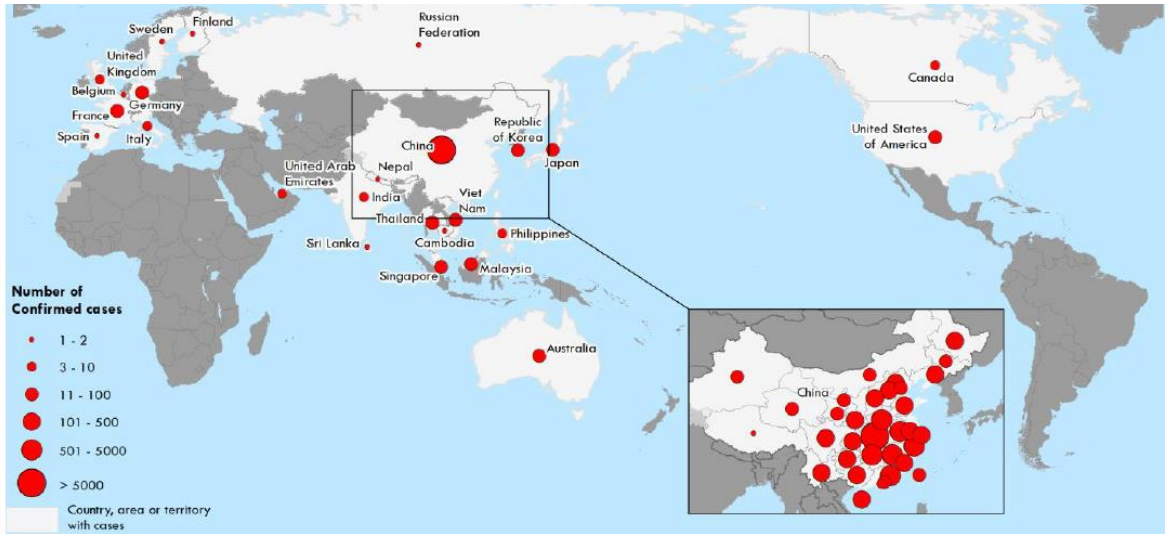 Sweden
Finland
Russian
Federation
United
Kingdom
Belgium
Germany
France
Spain
Italy
Canada
United States
of America
China
Republic
of Korea
Japan
United Arab
Emirates
Nepal
India
Viet
Nam
Thailand
Cambodia
Philippines
Sri Lanka
Singapore
Malaysia
Australia
China
Number of
Confirmed cases
1 - 2
3 - 10
11 - 100
101 - 500
501 - 5000
> 5000
Country, area or territory
with cases